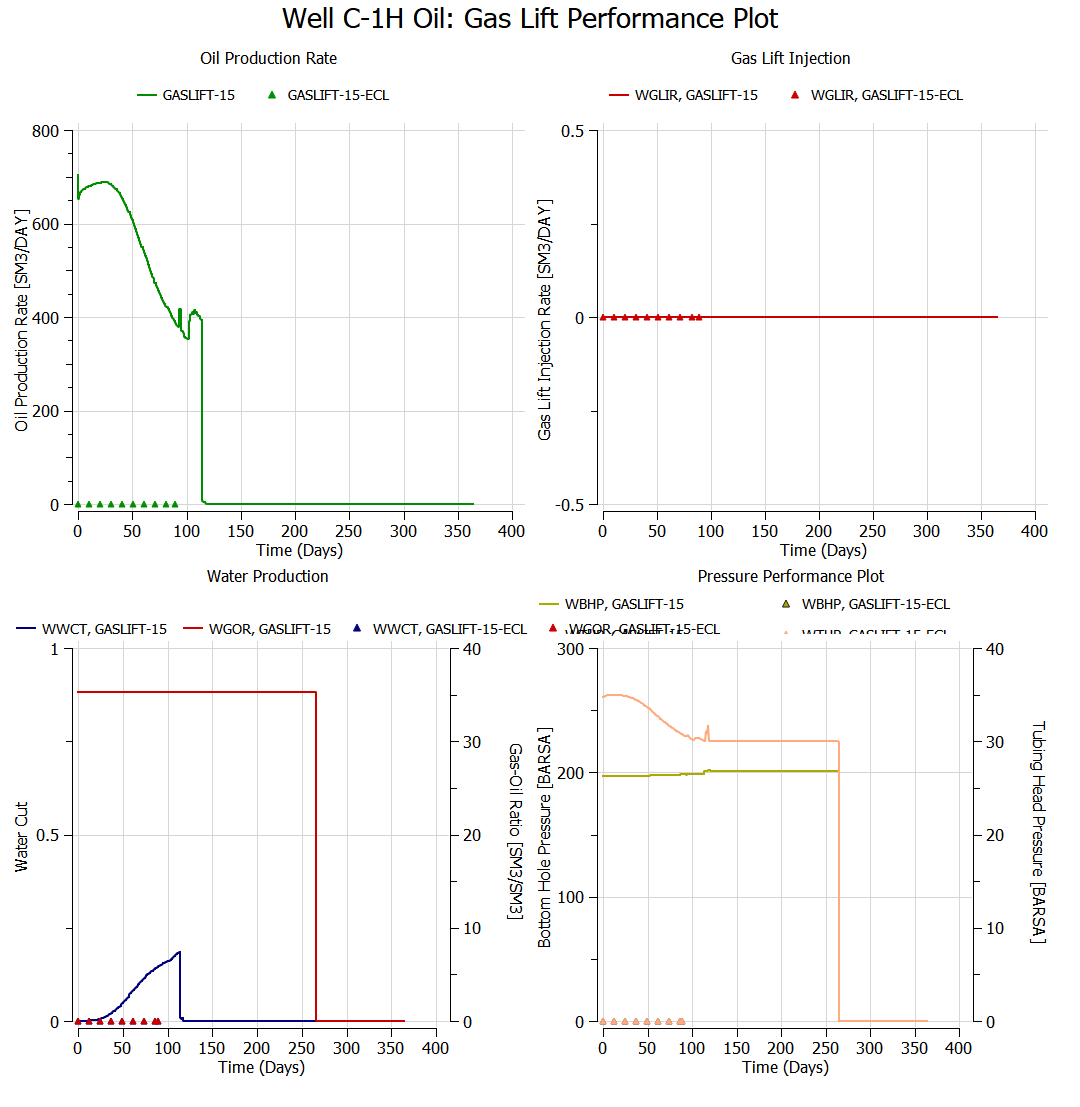 Well C-1H Oil: Gas Lift Performance Plot
Oil Production Rate
GASLIFT-15 GASLIFT-15-ECL
Oil Production Rate [SM3/DAY]
800
600
400
200
0
0 50 100 150 200 250 300 350 400
Time (Days)
Gas Lift Injection
WGLIR, GASLIFT-15 WGLIR, GASLIFT-15-ECL
Gas Lift Injection Rate [SM3/DAY]
0.5
0
-0.5
0 50 100 150 200 250 300 350 400
Time (Days)
Water Production
WWCT, GASLIFT-15 WGOR, GASLIFT-15 WWCT, GASLIFT-15-ECL WGOR, GASLIFT-15-ECL
Water Cut
1
0.5
0
40
30
20
10
0
Gas-Oil Ratio [SM3/SM3]
0 50 100 150 200 250 300 350 400
Time (Days)
Pressure Performance Plot
WBHP, GASLIFT-15 WBHP, GASLIFT-15-ECL
Bottom Hole Pressure [BARSA]
300
200
100
0
40
30
20
10
0
Tubing Head Pressure [BARSA]
0 50 100 150 200 250 300 350 400
Time (Days)